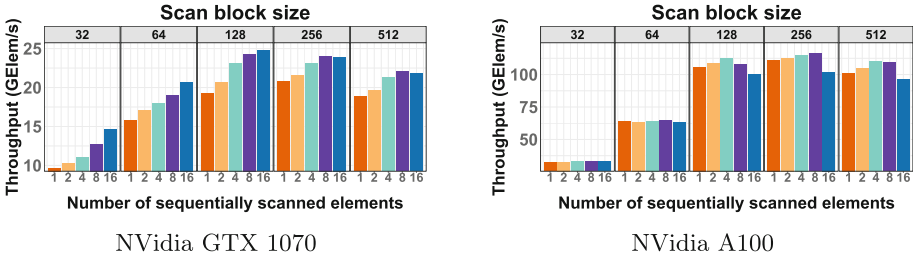 Scan block size
32 64 128 256 512
Throughput (GElem/s)
25
20
15
10
1 2 4 8 16 1 2 4 8 16 1 2 4 8 16 1 2 4 8 16 1 2 4 8 16
Number of sequentially scanned elements
NVidia GTX 1070
Scan block size
32 64 128 256 512
Throughput (GElem/s)
100
75
50
1 2 4 8 16 1 2 4 8 16 1 2 4 8 16 1 2 4 8 16 1 2 4 8 16
Number of sequentially scanned elements
NVidia A100